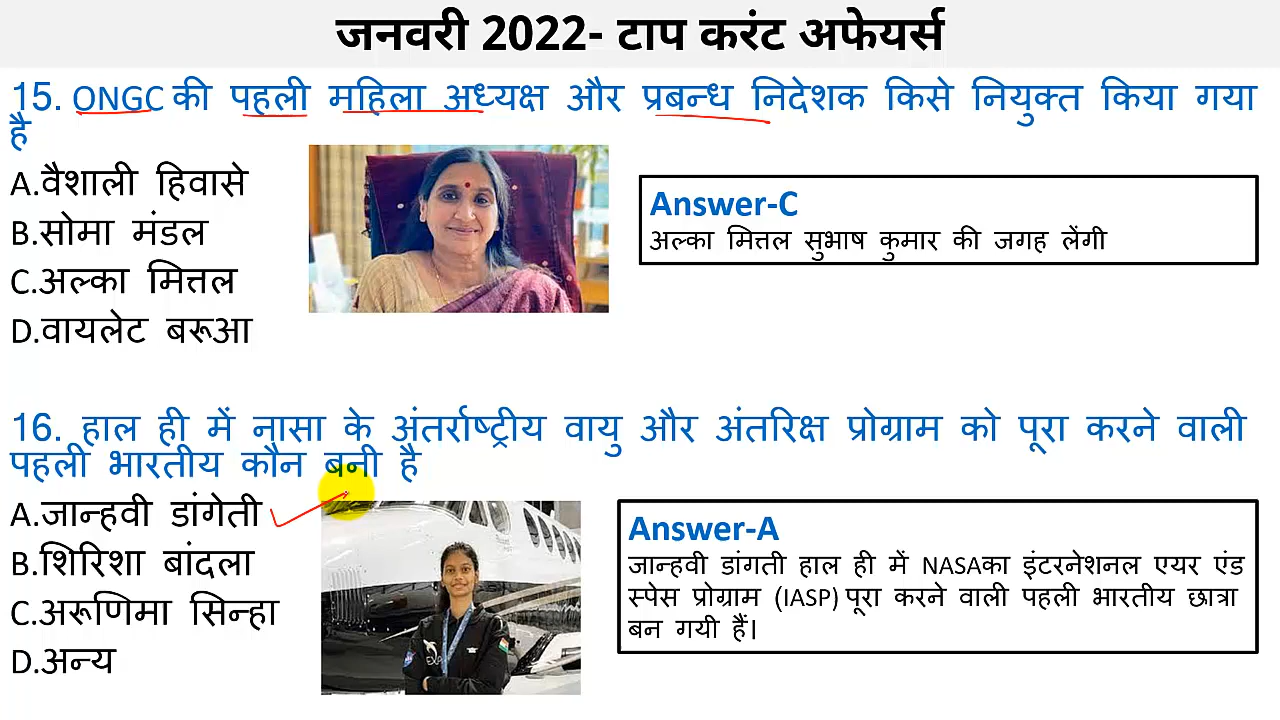 जनवरी 2022- टाप करंट अफेयर्स
15. ONGC की पहली महिला अध्यक्ष और प्रबन्ध निदेशक किसे नियुक्त किया गया
है
A.वैशाली हिवासे
B.सोमा मंडल
C.अल्का मित्तल
D.वायलेट बरूआ
Answer-C
अल्का मित्तल सुभाष कुमार की जगह लेंगी
16. हाल ही में नासा के अंतर्राष्ट्रीय वायु और अंतरिक्ष प्रोग्राम को पूरा करने वाली
पहली भारतीय कौन बनी है
A.जान्हवी डांगेती
B.शिरिशा बांदला
C.अरूणिमा सिन्हा
D.अन्य
Answer-A
जान्हवी डांगती हाल ही में NASAका इंटरनेशनल एयर एंड
स्पेस प्रोग्राम (IASP) पूरा करने वाली पहली भारतीय छात्रा
बन गयी हैं।